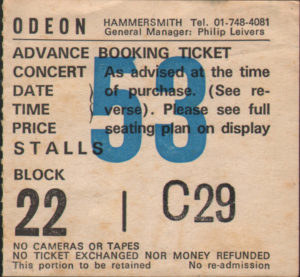 ODEON HAMMERSMITH Tel. 01-748-4081
General Manager: Philip Leivers
ADVANCE BOOKING TICKET
CONCERT As advised at the time
DATE of purchase. (See re-
TIME verse). Please see full
PRICE seating plan on display
53
STALLS
BLOCK
22 | C29
NO CAMERAS OR TAPES
NO TICKET EXCHANGED NOR MONEY REFUNDED
This portion to be retained No re-admission